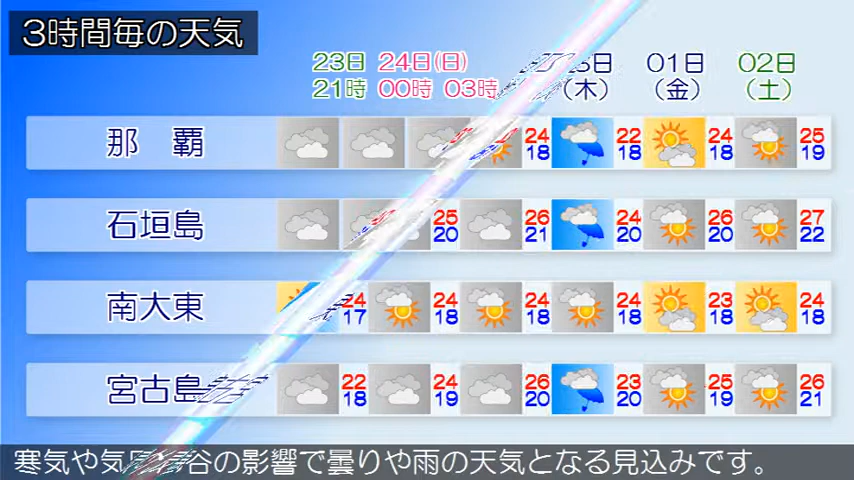 3時間毎の天気
23日 24日(日) 日 01日 02日
21時 00時 03時 (木) (金) (土)
那覇 24 18 22 18 24 18 25 19
石垣島 25 20 26 21 24 20 26 20 27 22
南大東 24 17 24 18 24 18 24 18 23 18 24 18
宮古島 22 18 24 19 26 20 23 20 25 19 26 21
寒気や気 谷の影響で曇りや雨の天気となる見込みです。